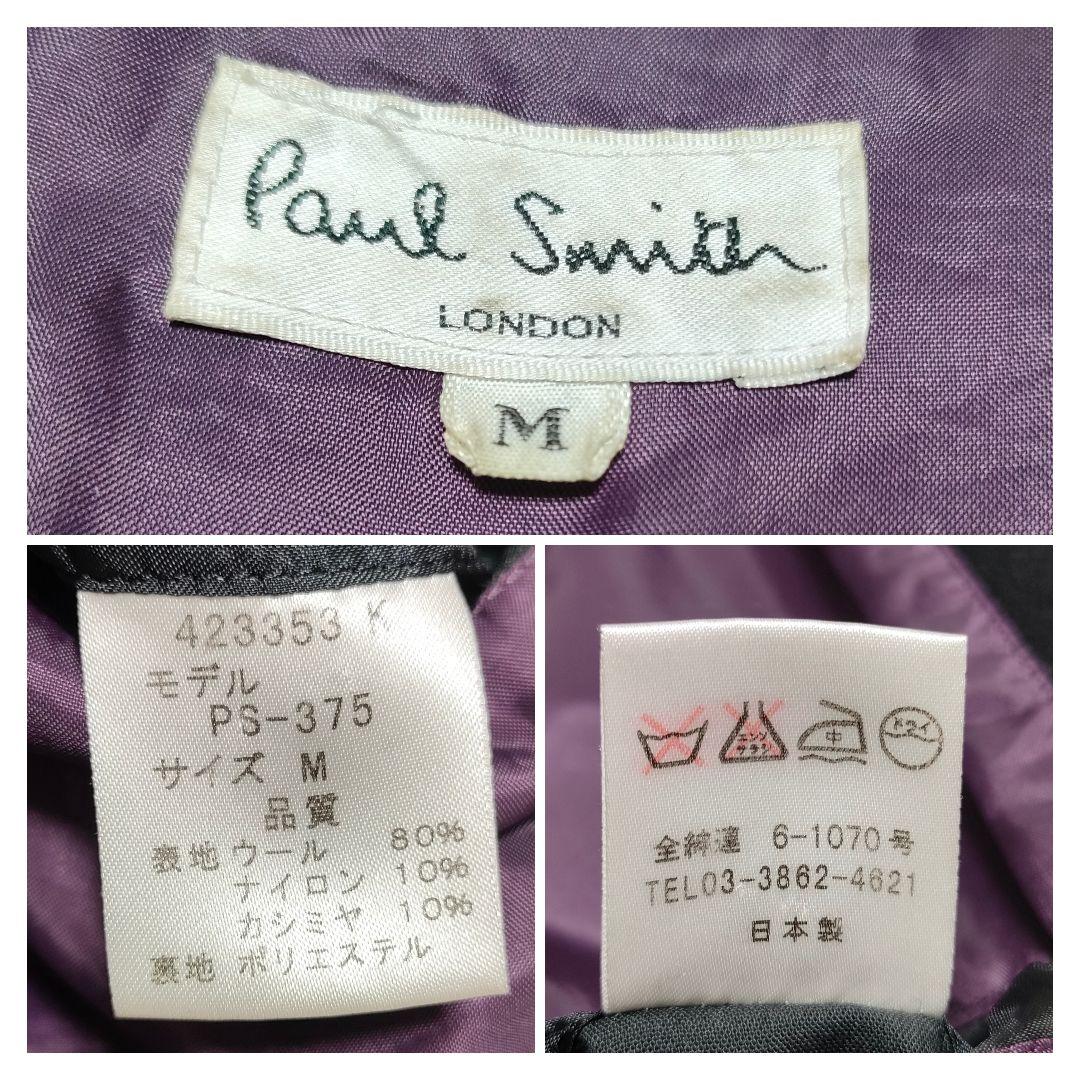 Paul Smith
LONDON
M
423353 K
モデル
PS-375
サイズ M
品質
表地 ウール 80%
ナイロン 10%
カシミヤ 10%
裏地 ポリエステル
エンソ サラシ 中 ドライ
全紳連 6-1070号
TEL03-3862-4621
日本製